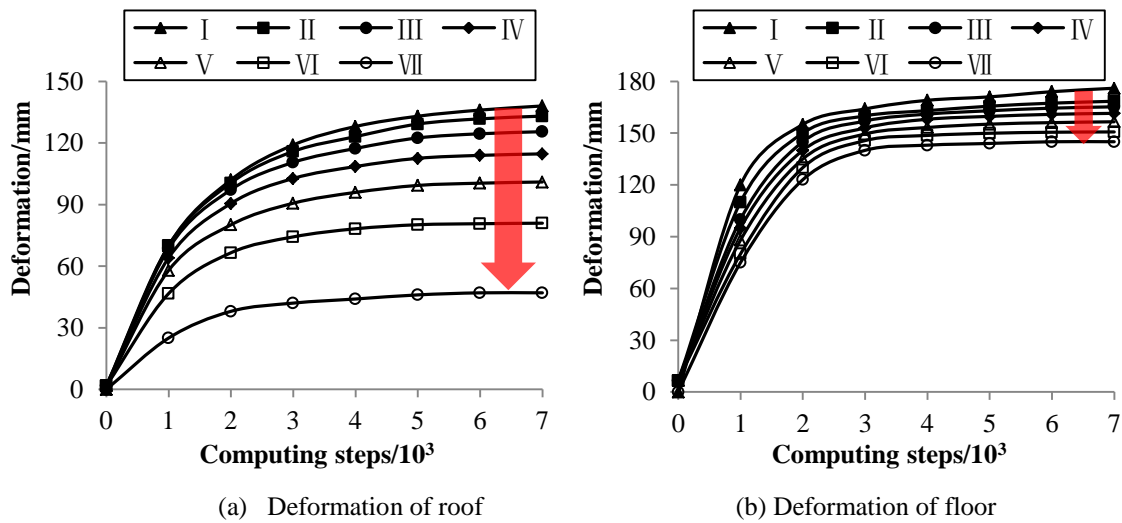 I II III IV
V VI VII
150
120
90
60
30
0
0 1 2 3 4 5 6 7
Deformation/mm
Computing steps/10³
(a) Deformation of roof
I II III IV
V VI VII
180
150
120
90
60
30
0
0 1 2 3 4 5 6 7
Deformation/mm
Computing steps/10³
(b) Deformation of floor